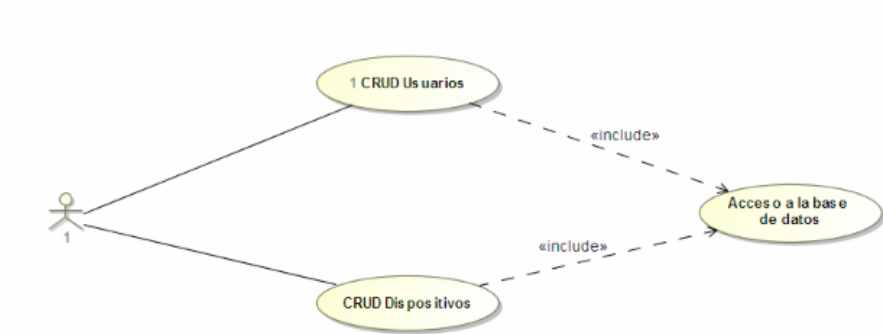 1 CRUD Usuarios
«include»
Acceso a la base
de datos
1
«include»
CRUD Dispositivos